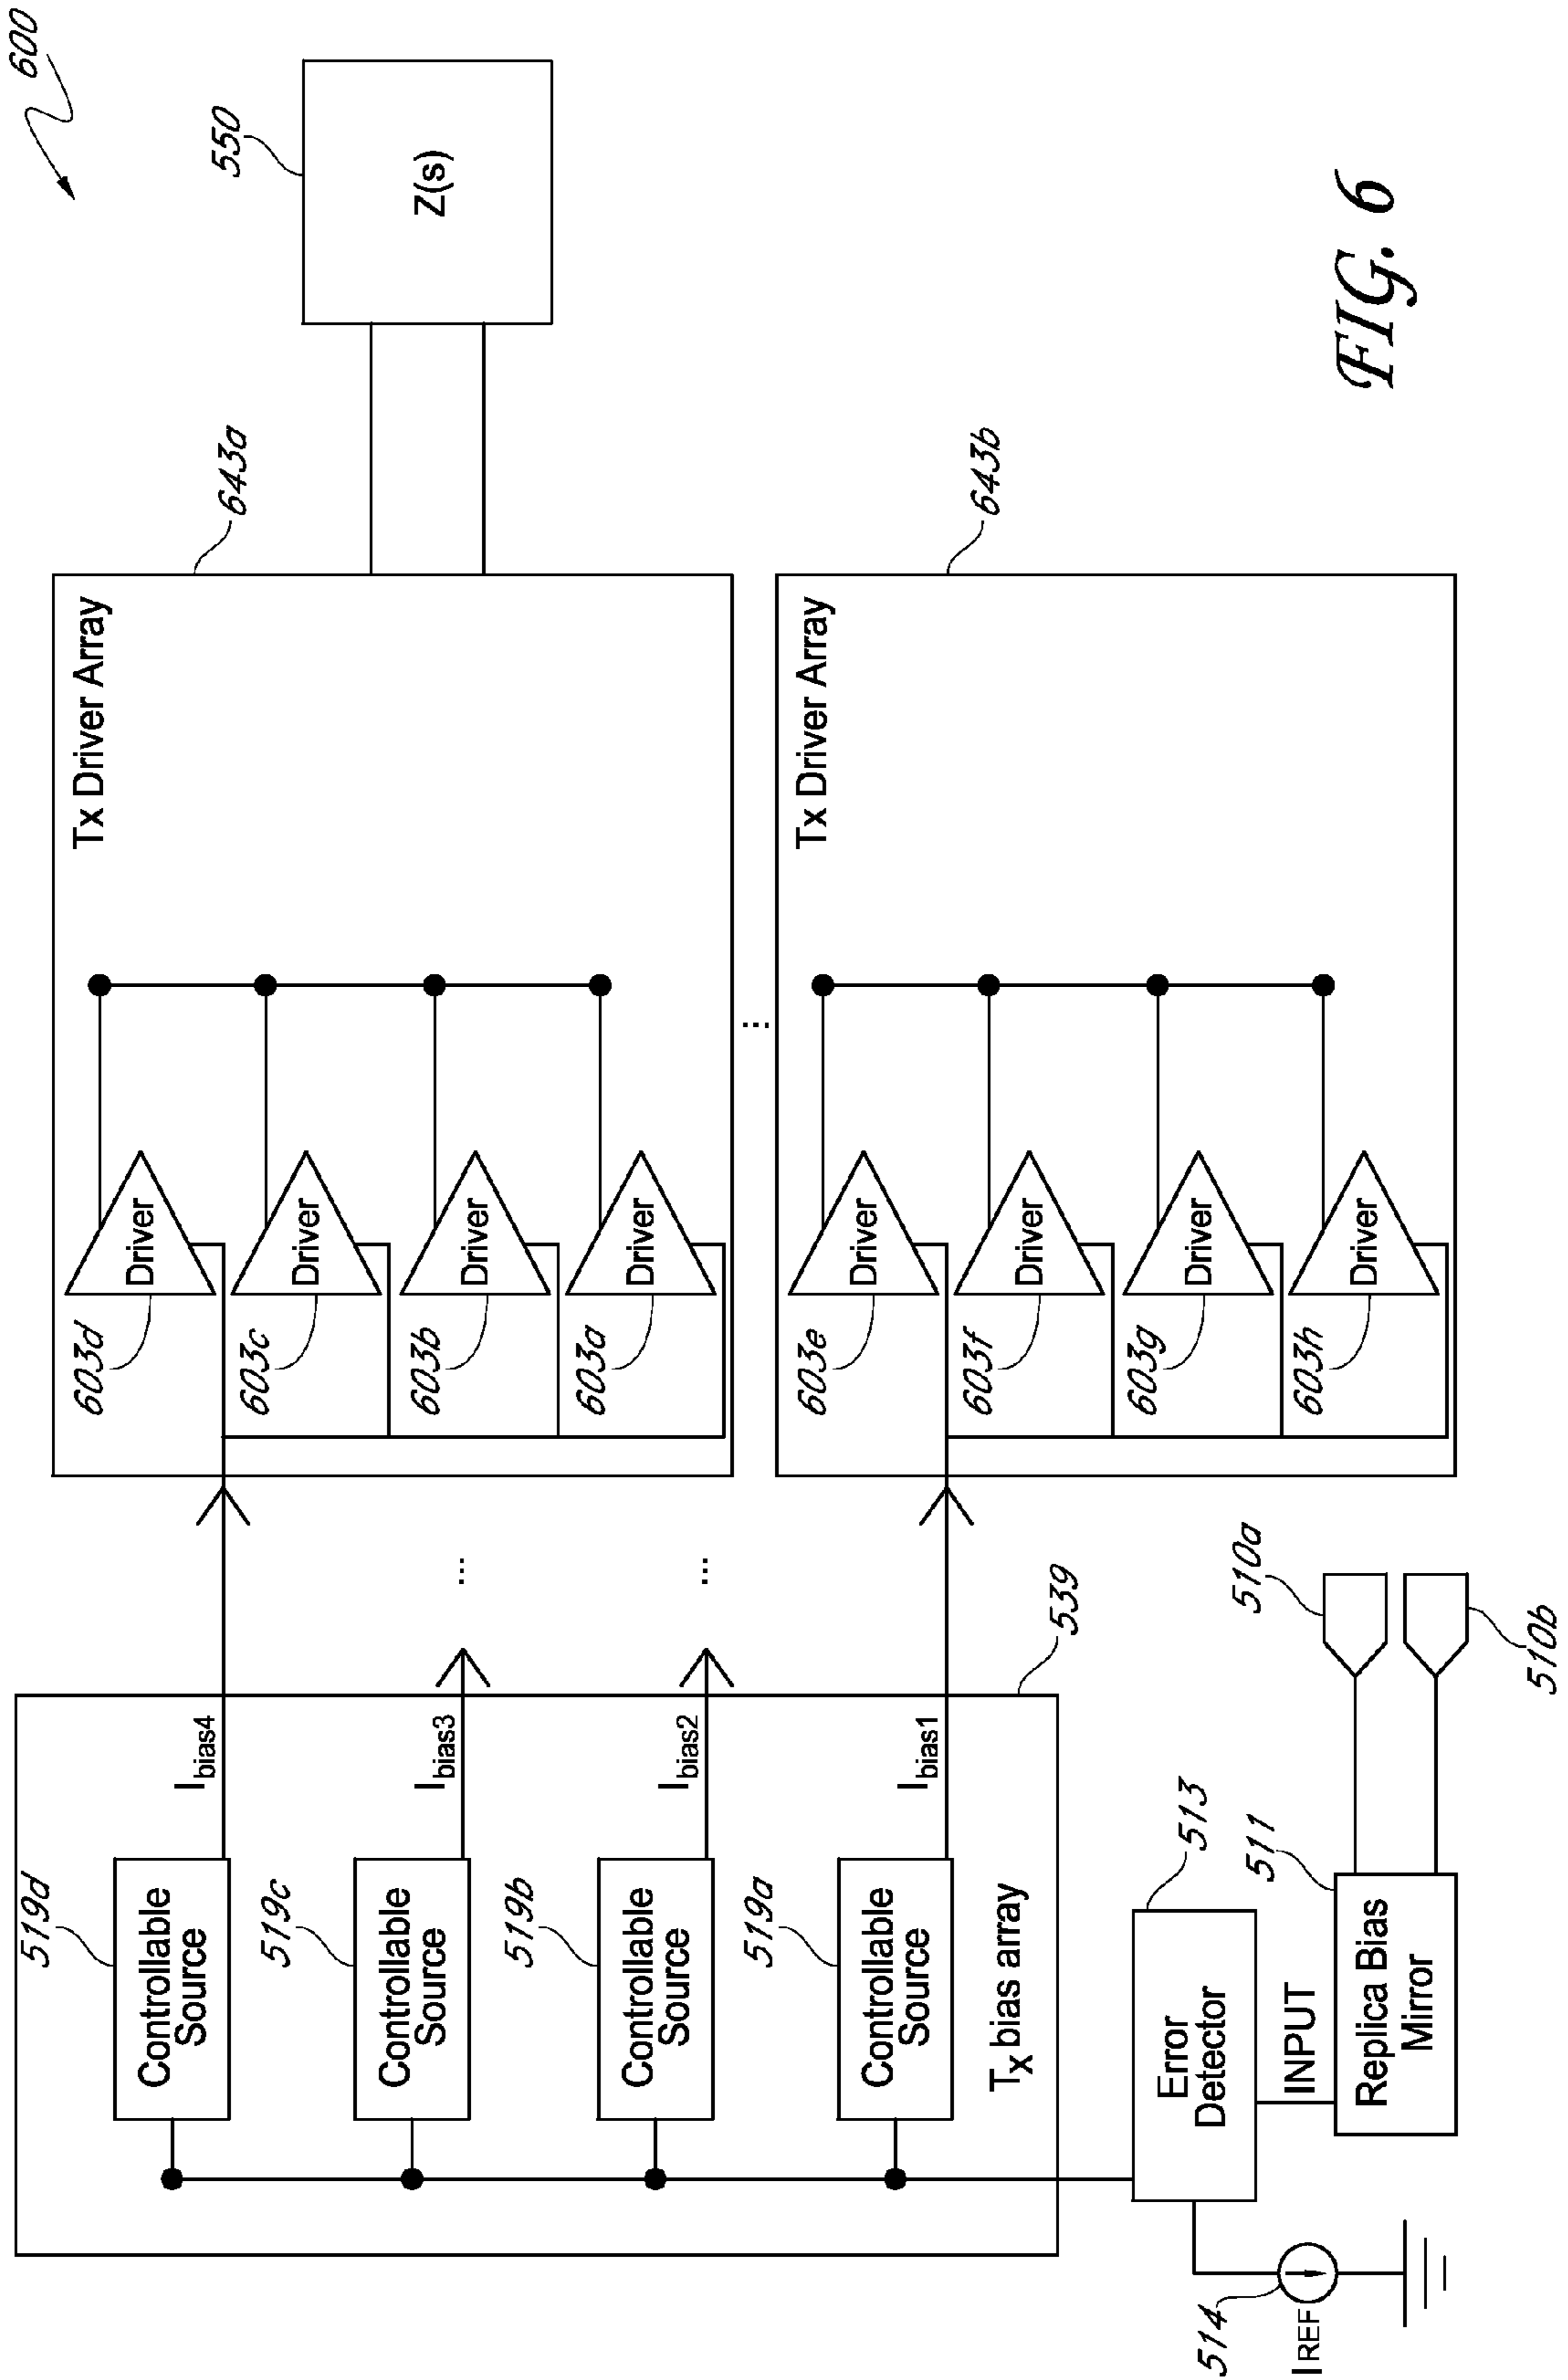 600
550
Z(s)
643a
Tx Driver Array
Driver
603d
Driver
603c
Driver
603b
Driver
603a
...
643b
Tx Driver Array
Driver
603e
Driver
603f
Driver
603g
Driver
603h
519d
Controllable
Source
Ibias4
519c
Controllable
Source
Ibias3
...
519b
Controllable
Source
Ibias2
...
519a
Controllable
Source
Ibias1
Tx bias array
539
513
Error
Detector
INPUT
511
Replica Bias
Mirror
510a
510b
514
IREF
FIG. 6